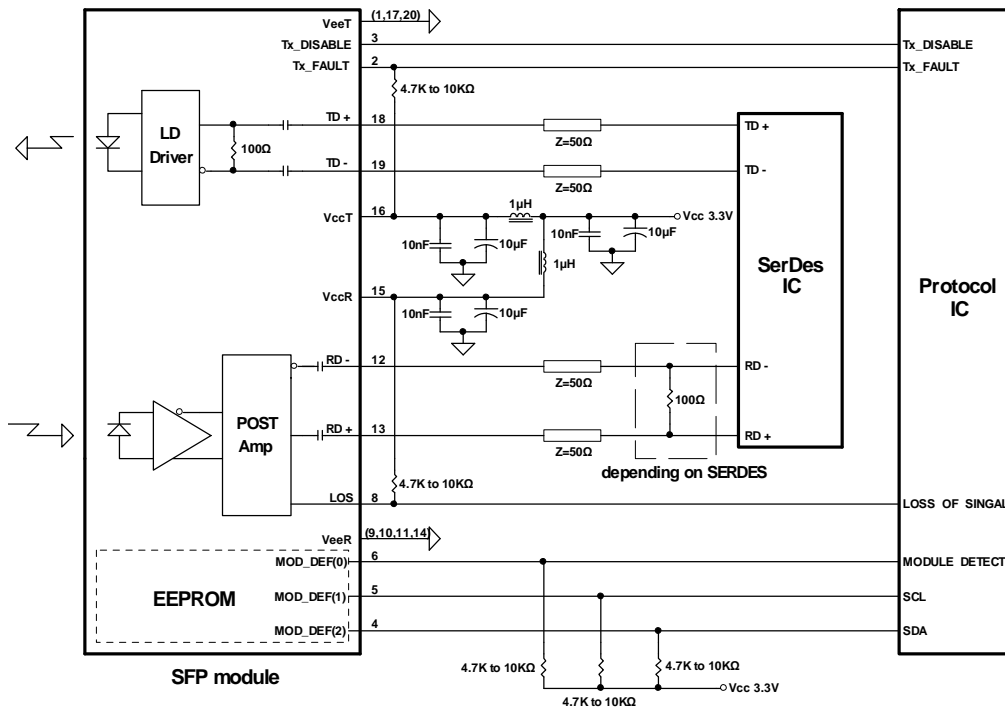 VeeT (1,17,20)
Tx_DISABLE 3 Tx_DISABLE
Tx_FAULT 2 Tx_FAULT
4.7K to 10KΩ
LD
Driver
100Ω
TD + 18 TD +
Z=50Ω
TD - 19 TD -
Z=50Ω
1µH
VccT 16 Vcc 3.3V
10nF 10µF 10nF 10µF
1µH
SerDes
IC
Protocol
IC
VccR 15
10nF 10µF
RD - 12 RD -
Z=50Ω
100Ω
POST
Amp
RD + 13 RD +
Z=50Ω
depending on SERDES
4.7K to 10KΩ
LOS 8 LOSS OF SINGAL
VeeR (9,10,11,14)
MOD_DEF(0) 6 MODULE DETECT
EEPROM
MOD_DEF(1) 5 SCL
MOD_DEF(2) 4 SDA
4.7K to 10KΩ 4.7K to 10KΩ
4.7K to 10KΩ
Vcc 3.3V
SFP module